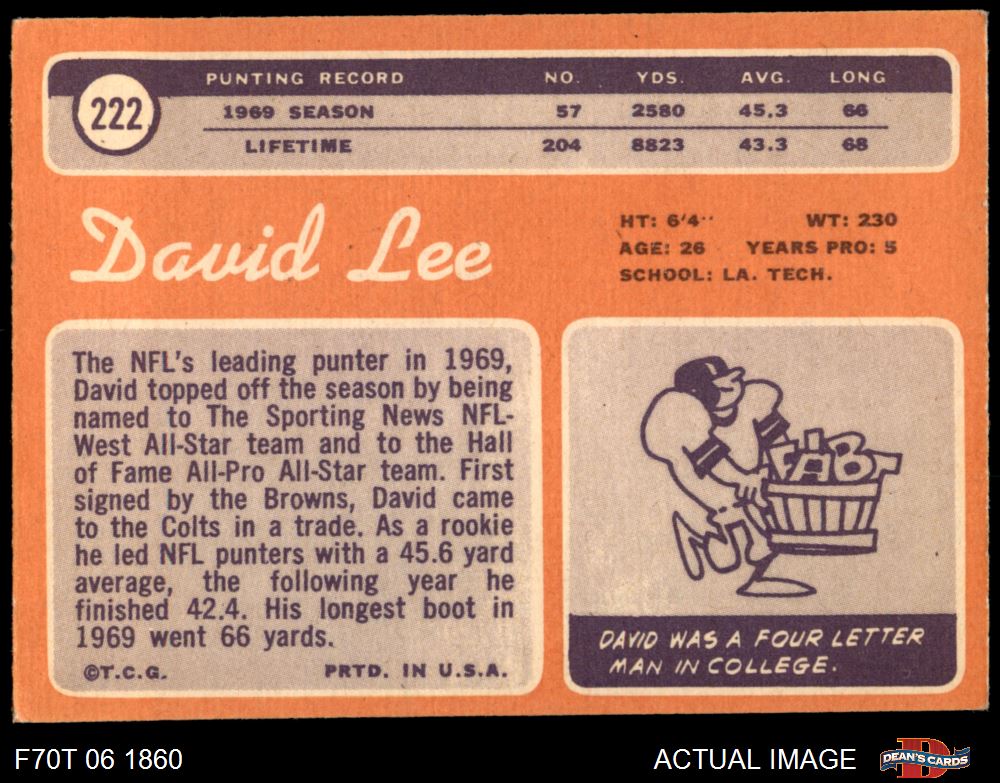 222
PUNTING RECORD NO. YDS. AVG. LONG
1969 SEASON 57 2580 45.3 66
LIFETIME 204 8823 43.3 68
David Lee
HT: 6'4" WT: 230
AGE: 26 YEARS PRO: 5
SCHOOL: LA. TECH.
The NFL's leading punter in 1969,
David topped off the season by being
named to The Sporting News NFL-
West All-Star team and to the Hall
of Fame All-Pro All-Star team. First
signed by the Browns, David came
to the Colts in a trade. As a rookie
he led NFL punters with a 45.6 yard
average, the following year he
finished 42.4. His longest boot in
1969 went 66 yards.
©T.C.G. PRTD. IN U.S.A.
DAVID WAS A FOUR LETTER
MAN IN COLLEGE.
F70T 06 1860
ACTUAL IMAGE
D
DEAN'S CARDS